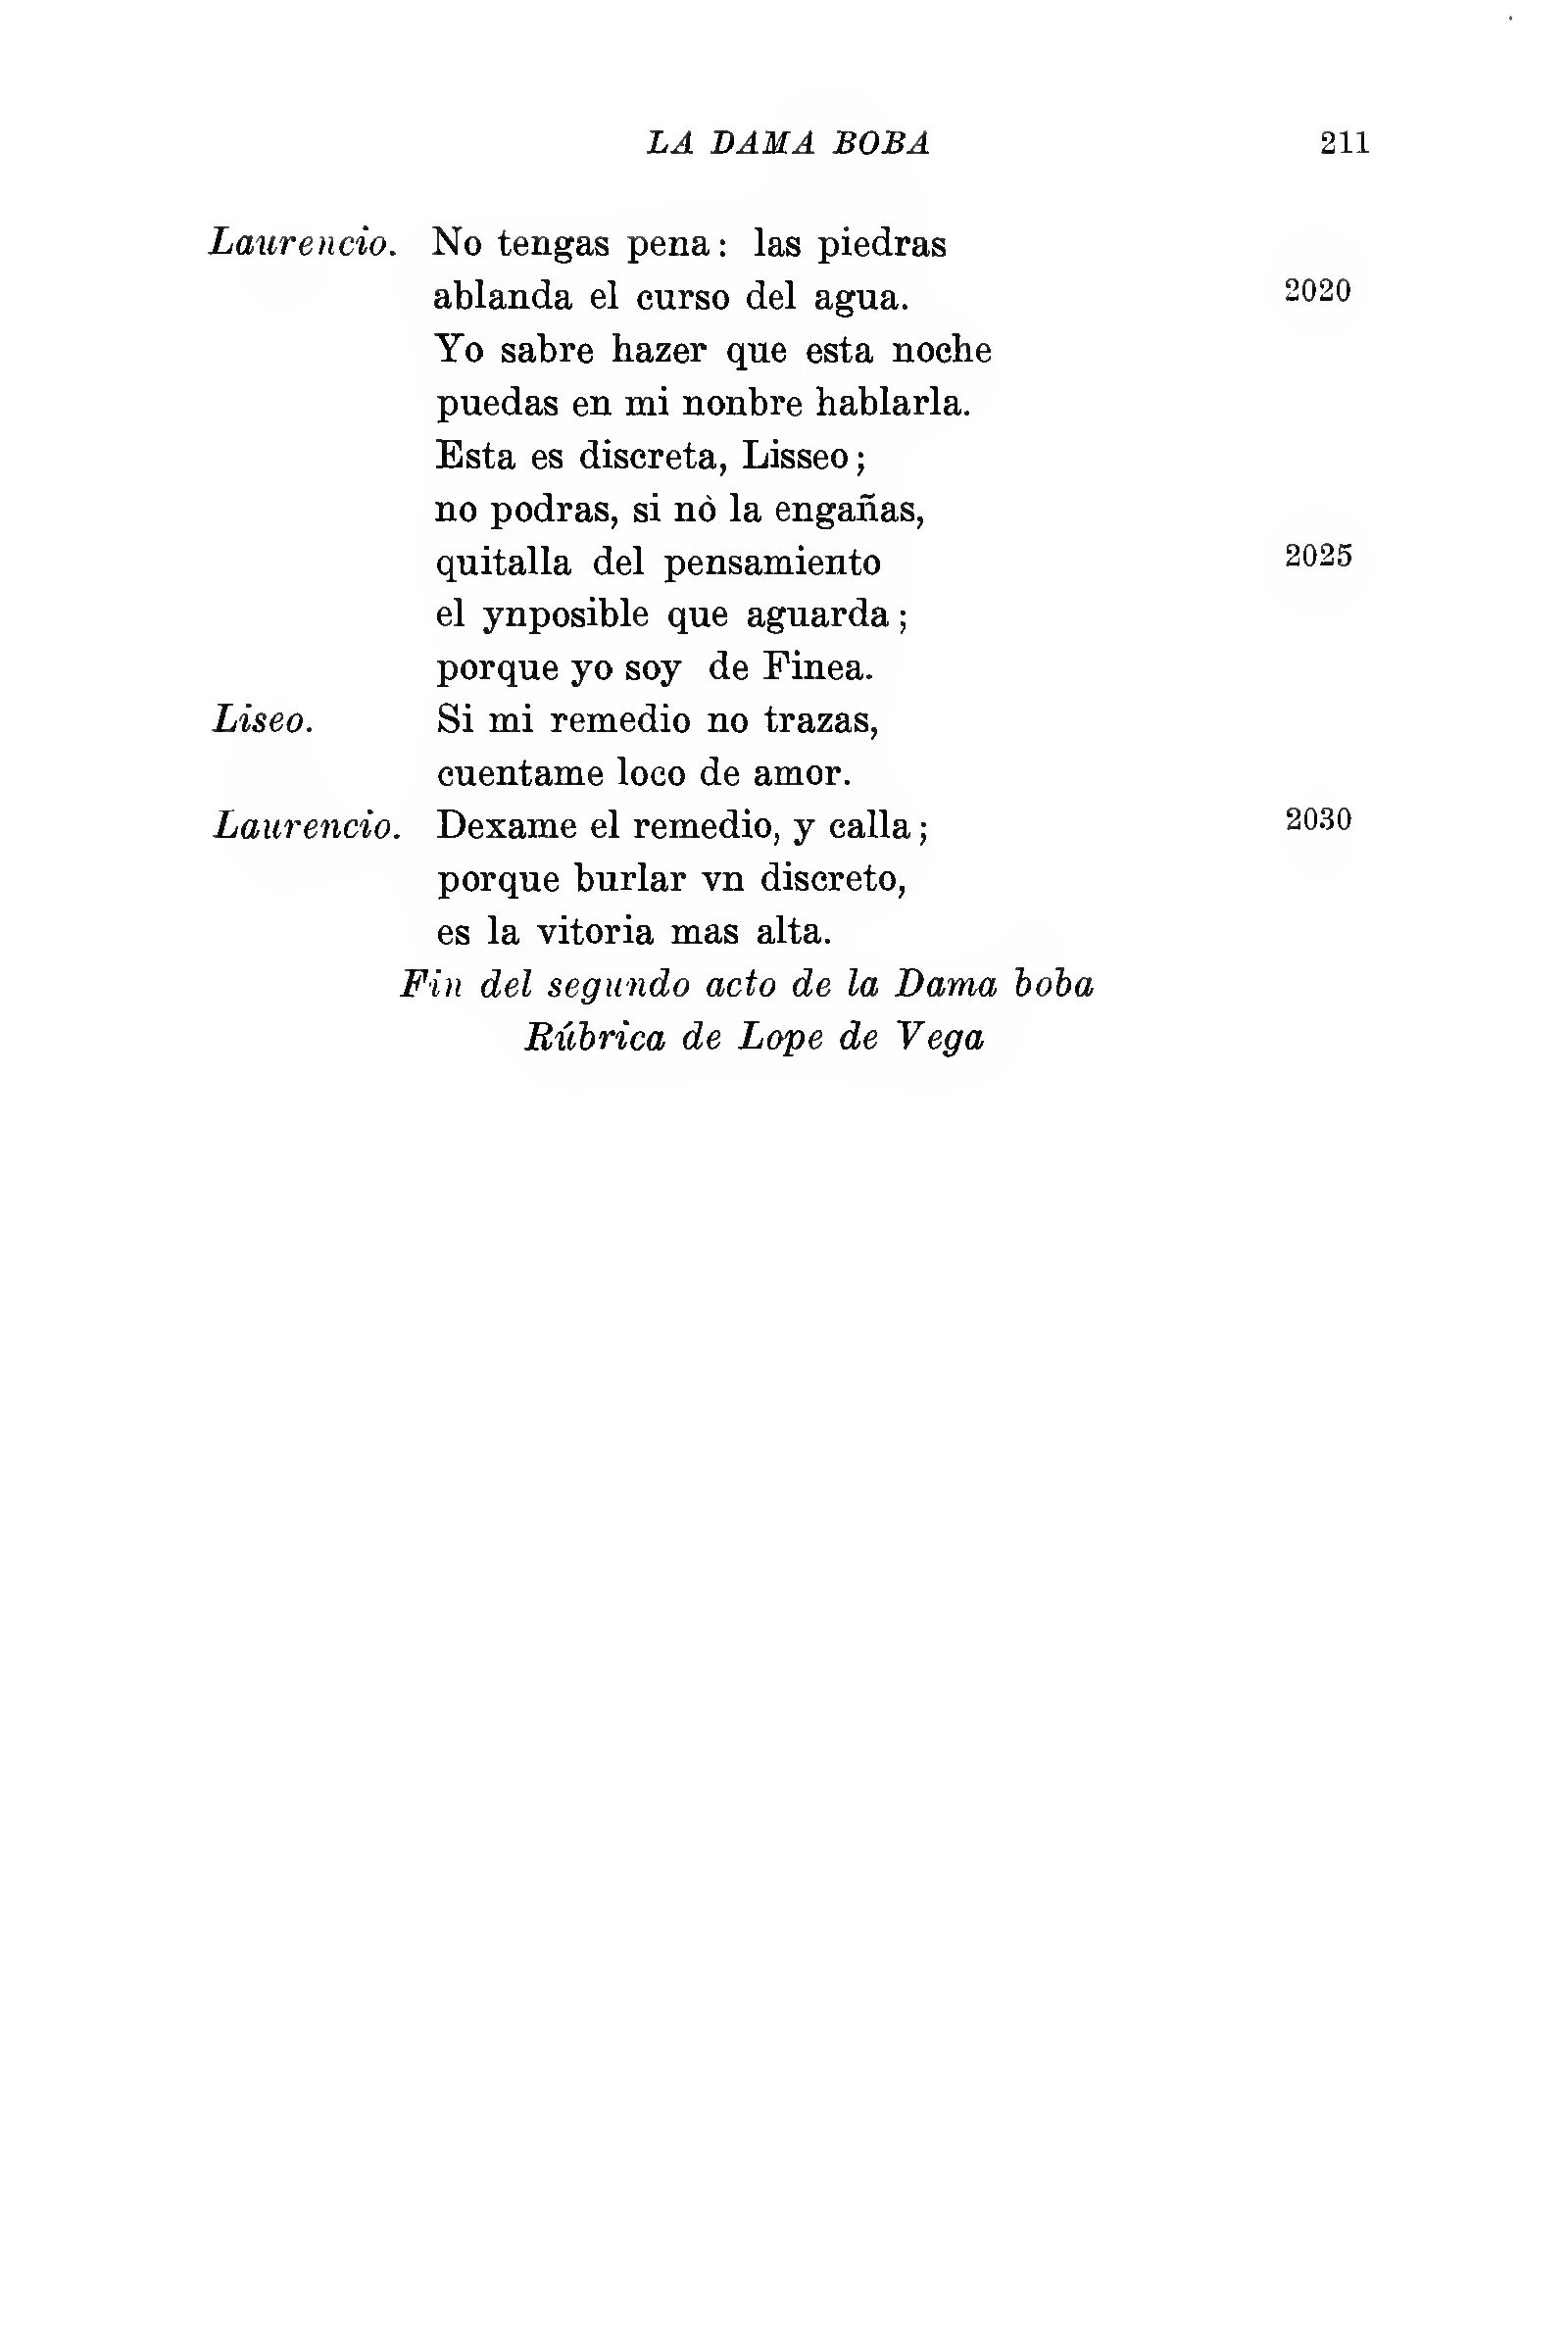 LA DAMA BOBA 211
Laurencio. No tengas pena: las piedras
ablanda el curso del agua. 2020
Yo sabre hazer que esta noche
puedas en mi nonbre hablarla.
Esta es discreta, Lisseo;
no podras, si nò la engañas,
quitalla del pensamiento 2025
el ynposible que aguarda;
porque yo soy de Finea.
Liseo. Si mi remedio no trazas,
cuentame loco de amor.
Laurencio. Dexame el remedio, y calla; 2030
porque burlar vn discreto,
es la vitoria mas alta.
Fin del segundo acto de la Dama boba
Rúbrica de Lope de Vega